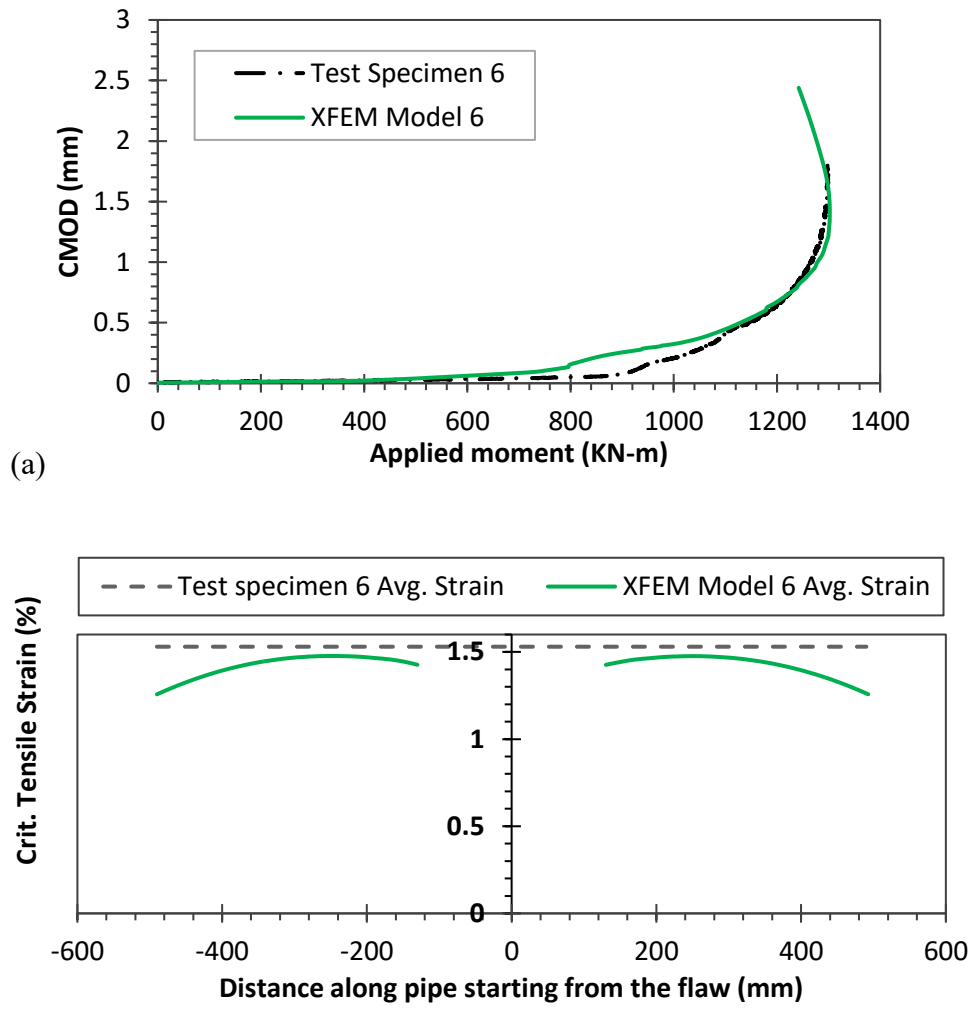 3
2.5
2
1.5
1
0.5
0
CMOD (mm)
Test Specimen 6
XFEM Model 6
0 200 400 600 800 1000 1200 1400
Applied moment (KN-m)
(a)
Test specimen 6 Avg. Strain XFEM Model 6 Avg. Strain
Crit. Tensile Strain (%)
1.5
1
0.5
0
-600 -400 -200 0 200 400 600
Distance along pipe starting from the flaw (mm)